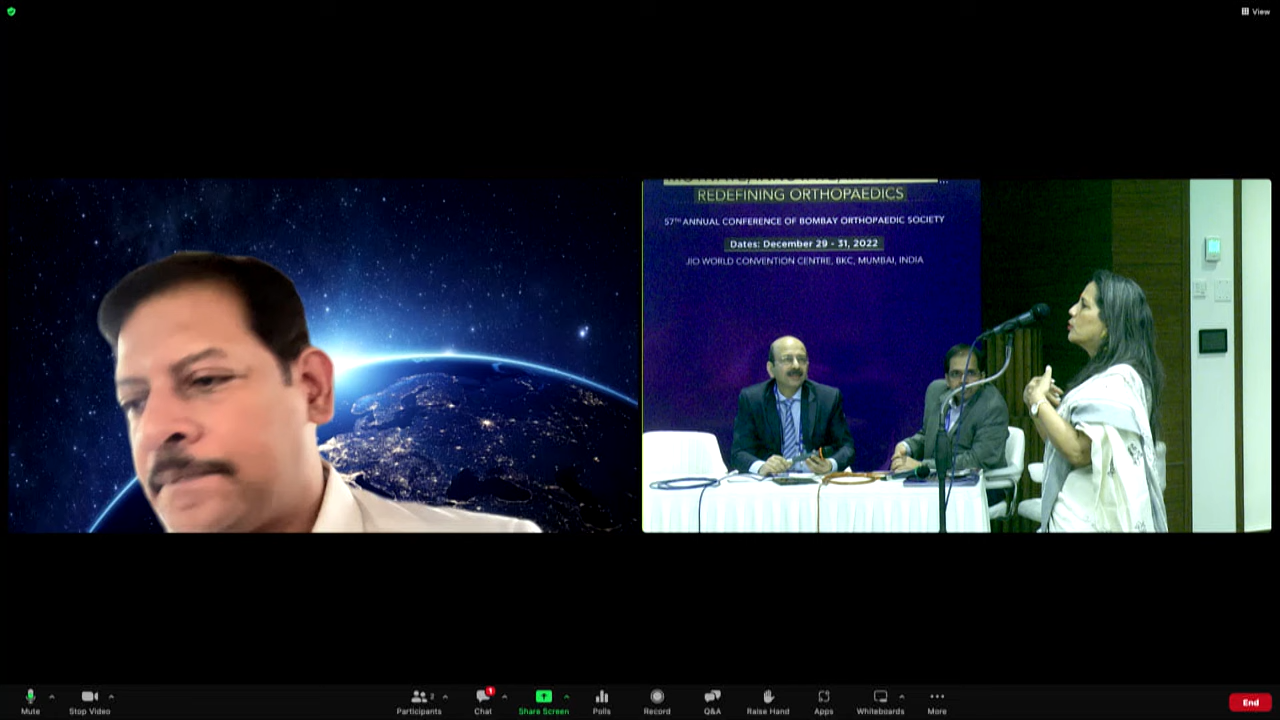 View
REDEFINING ORTHOPAEDICS
57TH ANNUAL CONFERENCE OF BOMBAY ORTHOPAEDIC SOCIETY
Dates: December 29 - 31, 2022
JIO WORLD CONVENTION CENTRE, BKC, MUMBAI, INDIA
2
1
Mute
Stop Video
Participants
Chat
Share Screen
Polls
Record
Q&A
Raise Hand
Apps
Whiteboards
More
End